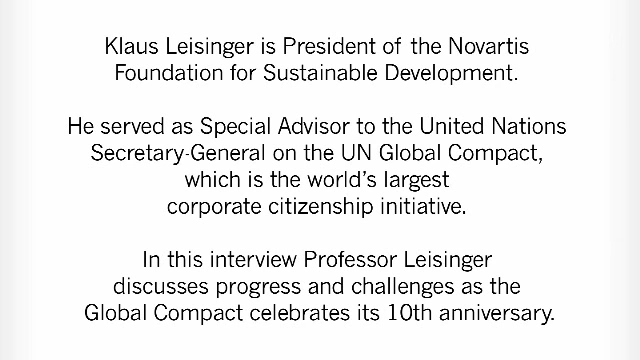 Klaus Leisinger is President of the Novartis
Foundation for Sustainable Development.
He served as Special Advisor to the United Nations
Secretary-General on the UN Global Compact,
which is the world's largest
corporate citizenship initiative.
In this interview Professor Leisinger
discusses progress and challenges as the
Global Compact celebrates its 10th anniversary.